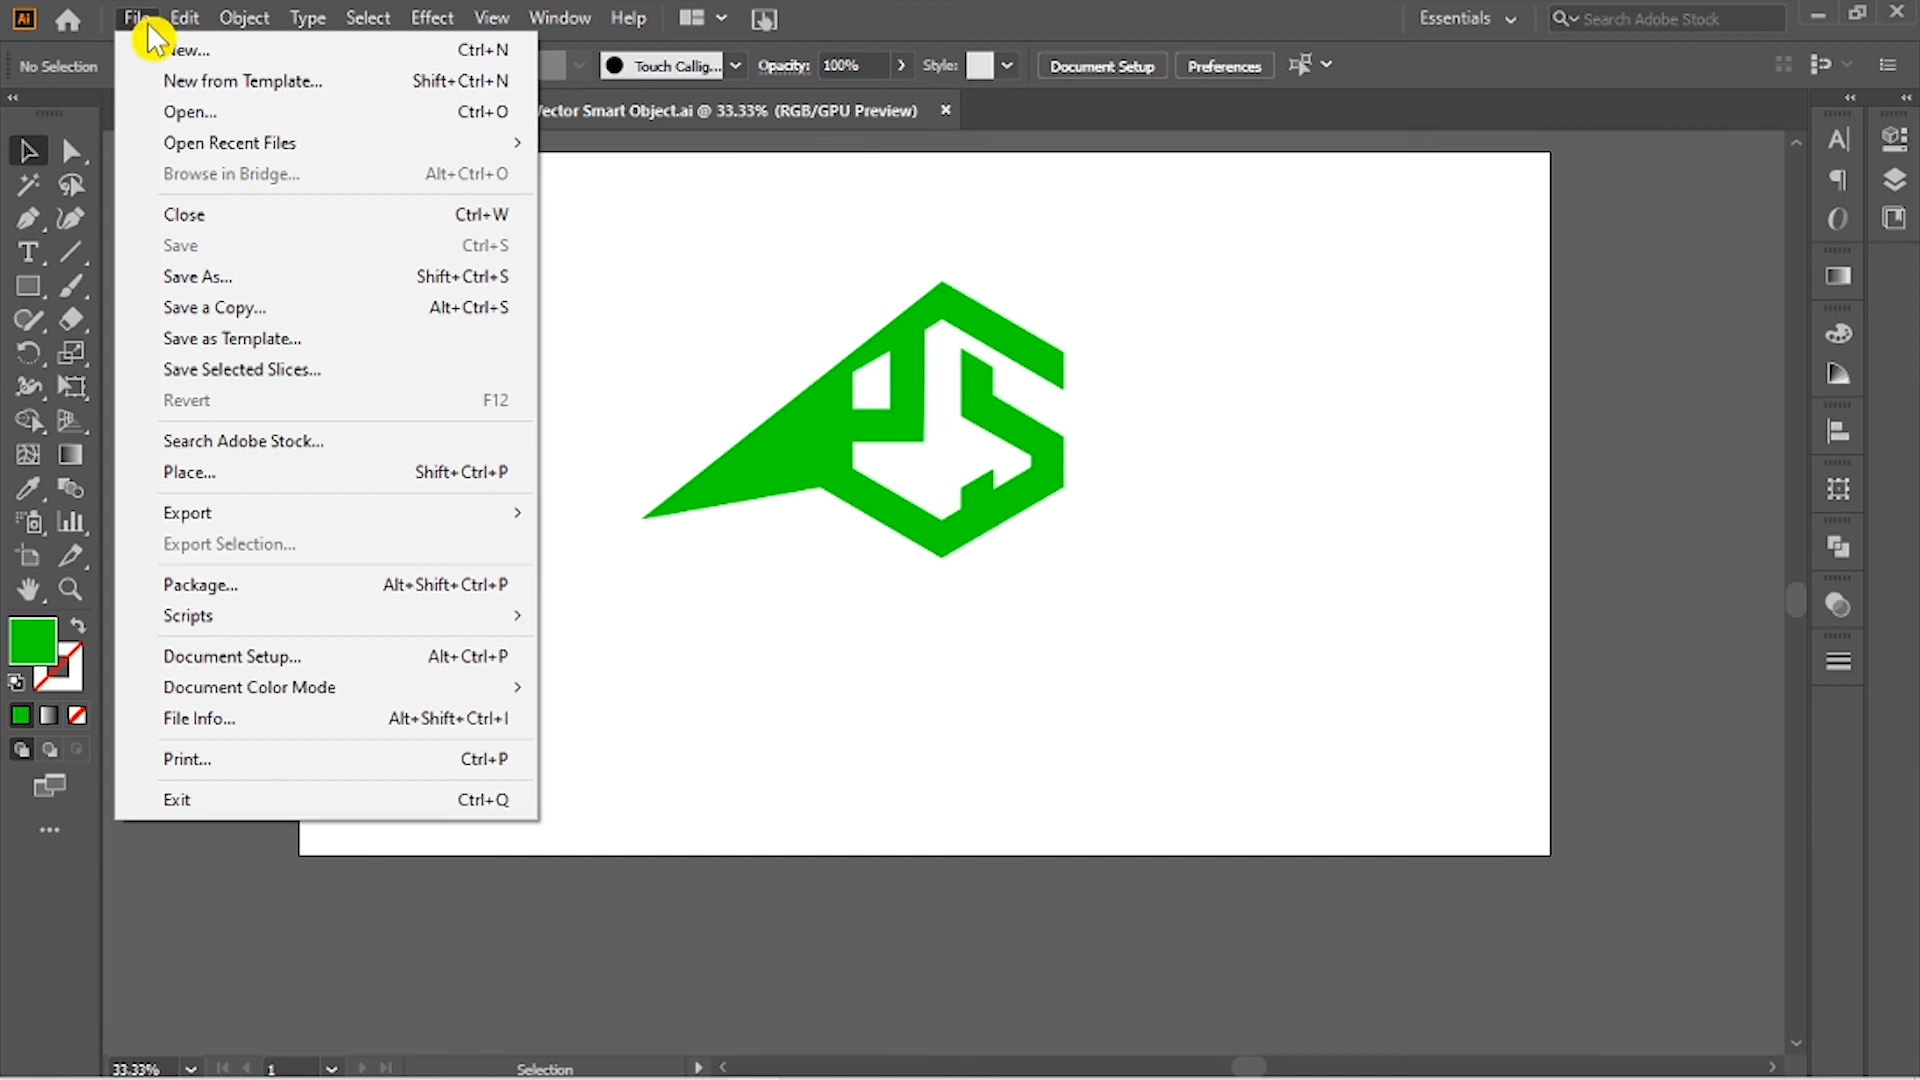 Ai File Edit Object Type Select Effect View Window Help Essentials Search Adobe Stock
No Selection Touch Callig... Opacity: 100% Style: Document Setup Preferences
Vector Smart Object.ai @ 33.33% (RGB/GPU Preview) ×
New... Ctrl+N
New from Template... Shift+Ctrl+N
Open... Ctrl+O
Open Recent Files
Browse in Bridge... Alt+Ctrl+O
Close Ctrl+W
Save Ctrl+S
Save As... Shift+Ctrl+S
Save a Copy... Alt+Ctrl+S
Save as Template...
Save Selected Slices...
Revert F12
Search Adobe Stock...
Place... Shift+Ctrl+P
Export
Export Selection...
Package... Alt+Shift+Ctrl+P
Scripts
Document Setup... Alt+Ctrl+P
Document Color Mode
File Info... Alt+Shift+Ctrl+I
Print... Ctrl+P
Exit Ctrl+Q
33.33% 1 Selection